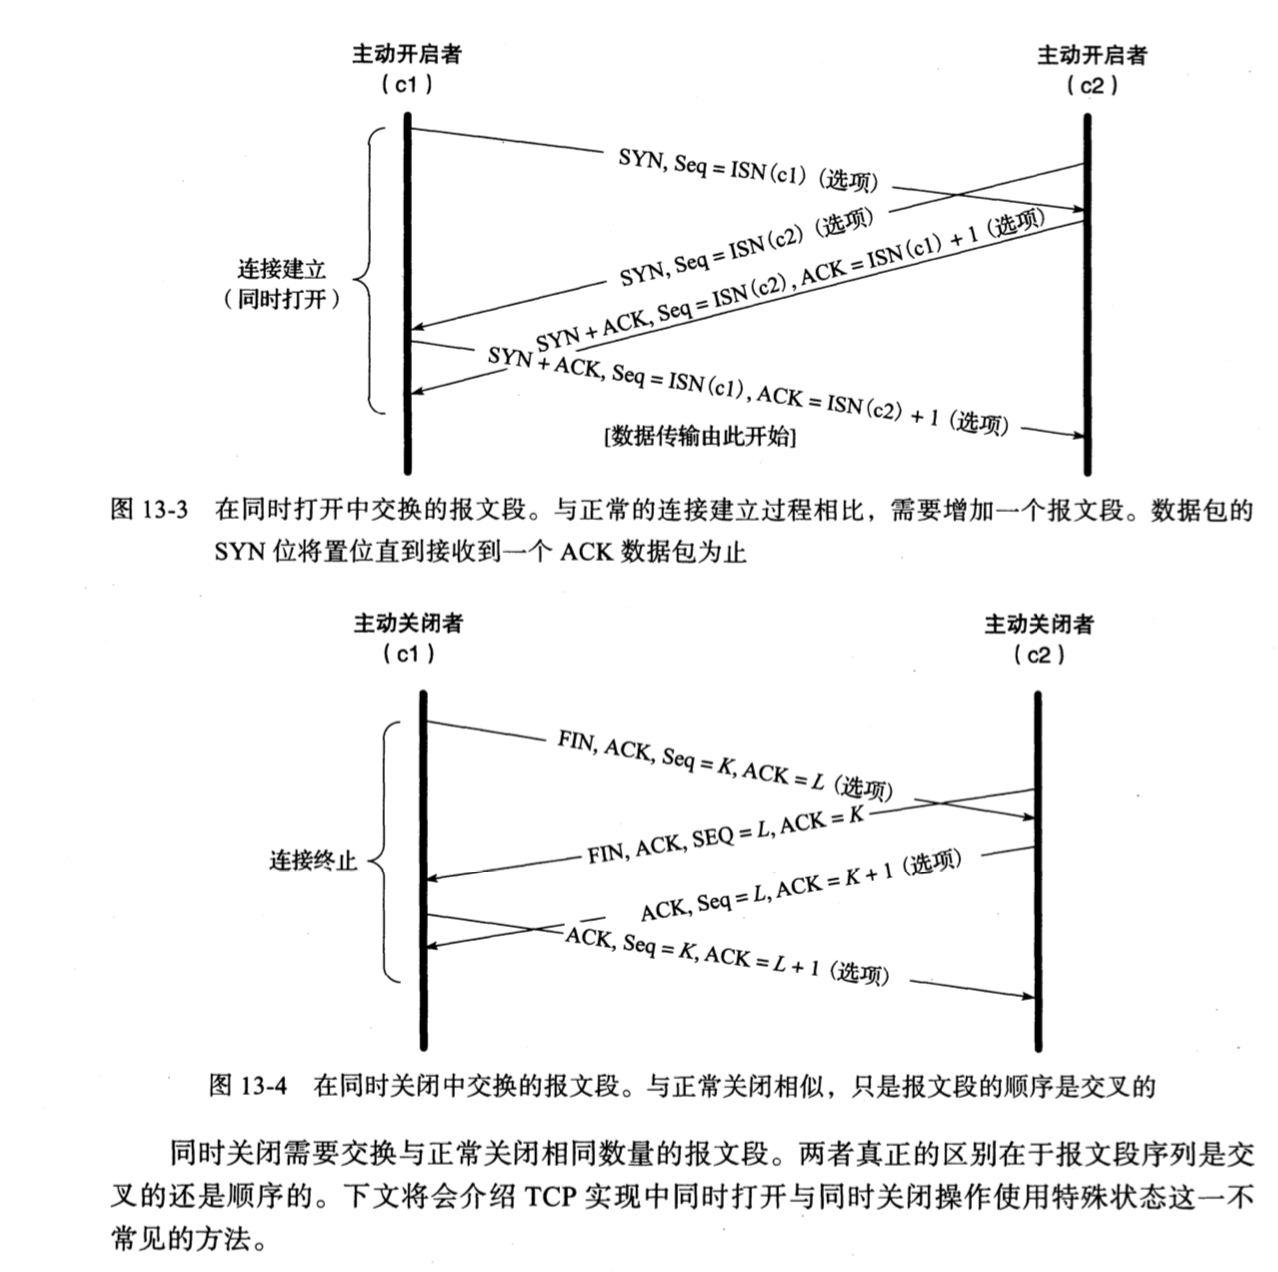 主动开启者
主动开启者
(c1)
(c2)
SYN, Seq = ISN(c1) (选项)
SYN, Seq = ISN(c2) (选项)
SYN + ACK, Seq = ISN(c2), ACK = ISN(c1) + 1 (选项)
连接建立
(同时打开)
SYN + ACK, Seq = ISN(c1), ACK = ISN(c2) + 1 (选项)
[数据传输由此开始]
图 13-3 在同时打开中交换的报文段。与正常的连接建立过程相比，需要增加一个报文段。数据包的
SYN 位将置位直到接收到一个 ACK 数据包为止
主动关闭者
主动关闭者
(c1)
(c2)
FIN, ACK, Seq = K, ACK = L (选项)
FIN, ACK, SEQ = L, ACK = K
连接终止
ACK, Seq = L, ACK = K + 1 (选项)
ACK, Seq = K, ACK = L + 1 (选项)
图 13-4 在同时关闭中交换的报文段。与正常关闭相似，只是报文段的顺序是交叉的
同时关闭需要交换与正常关闭相同数量的报文段。两者真正的区别在于报文段序列是交
叉的还是顺序的。下文将会介绍 TCP 实现中同时打开与同时关闭操作使用特殊状态这一不
常见的方法。